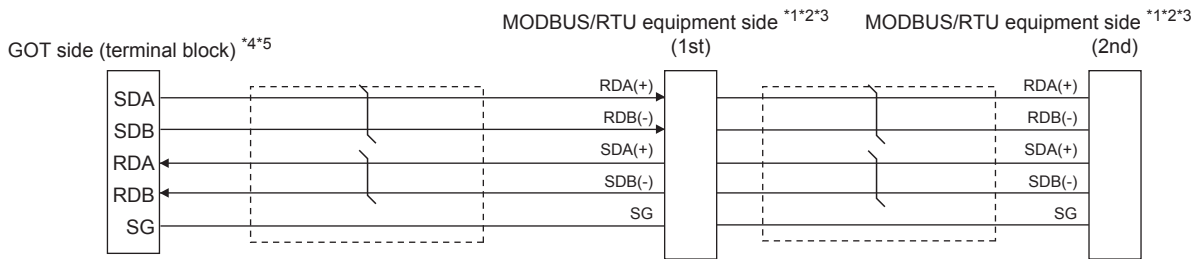 MODBUS/RTU equipment side *1*2*3
(1st)
MODBUS/RTU equipment side *1*2*3
(2nd)
GOT side (terminal block) *4*5
SDA
SDB
RDA
RDB
SG
RDA(+)
RDB(-)
SDA(+)
SDB(-)
SG
RDA(+)
RDB(-)
SDA(+)
SDB(-)
SG